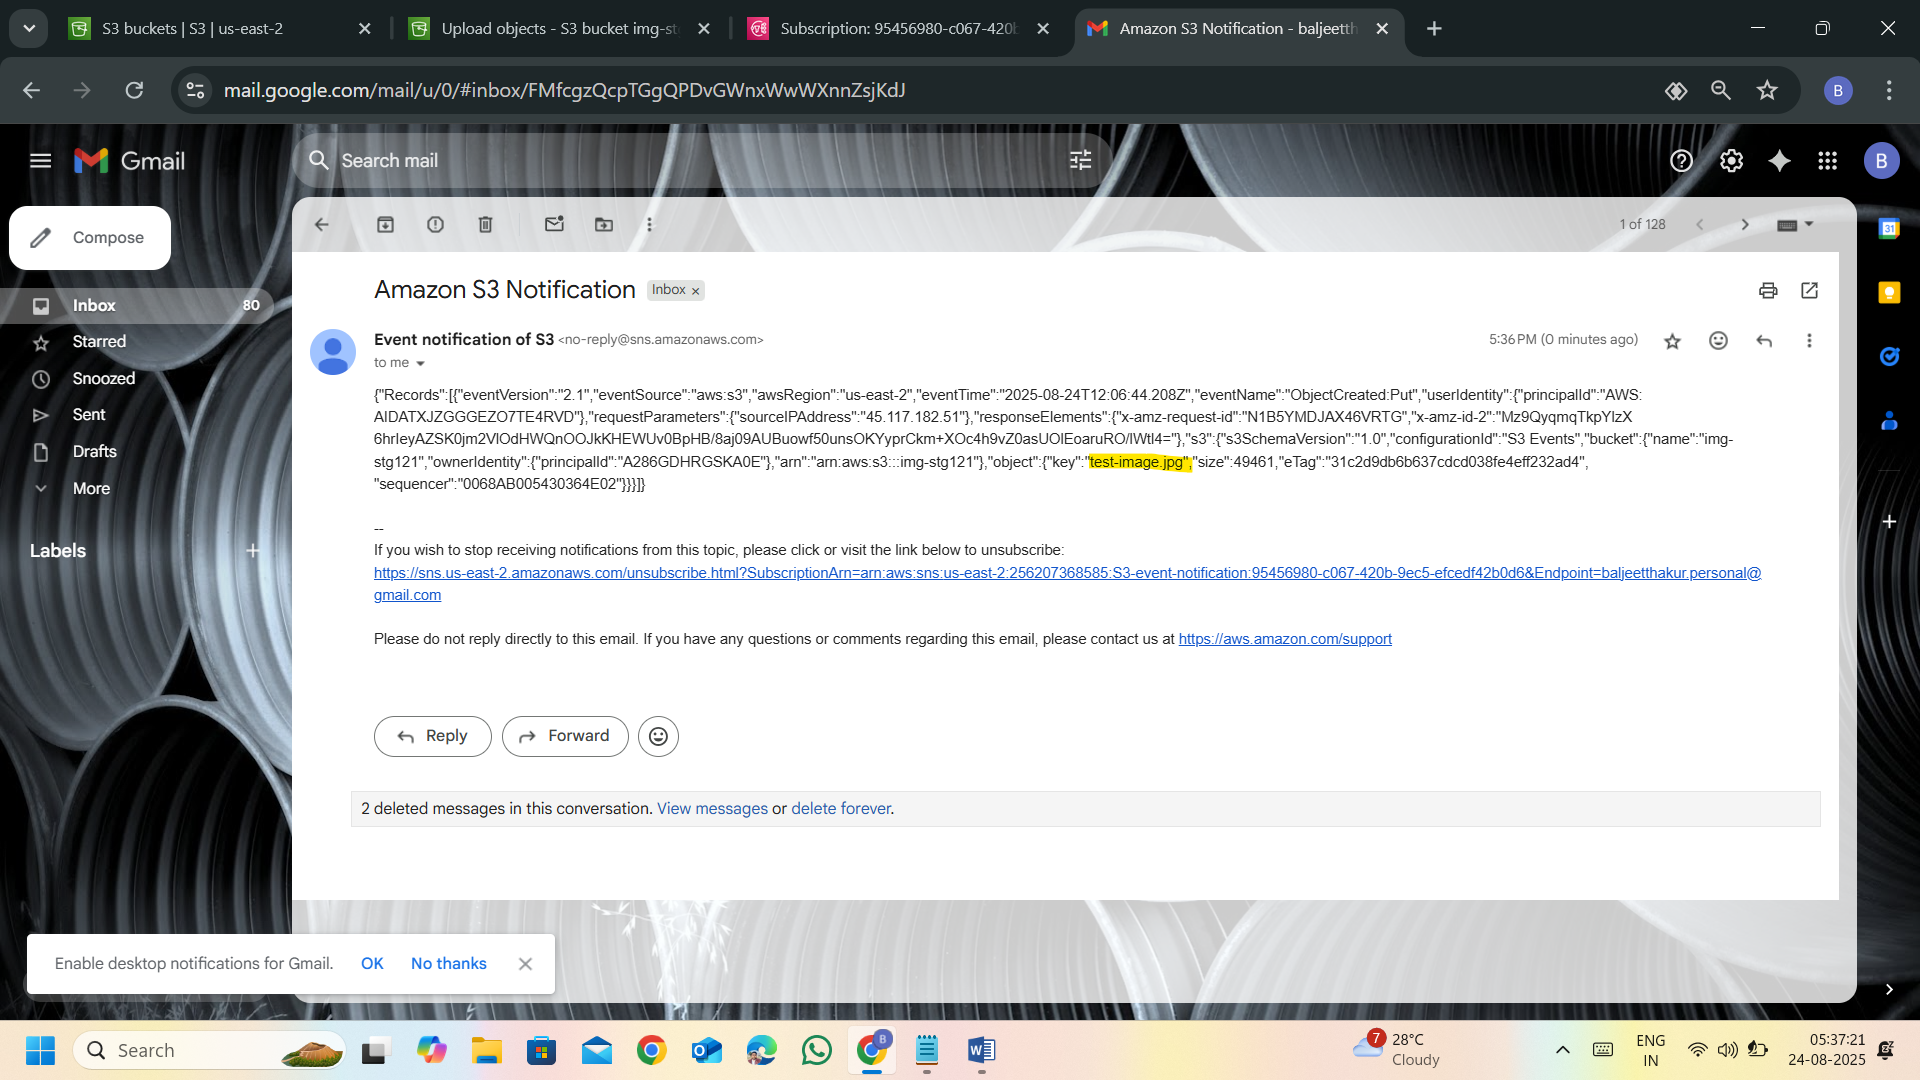 S3 buckets | S3 | us-east-2
Upload objects - S3 bucket img-st
Subscription: 95456980-c067-420b
Amazon S3 Notification - baljeetth
mail.google.com/mail/u/0/#inbox/FMfcgzQcpTGgQPDvGWnxWwWXnnZsjKdJ
B
Gmail
Search mail
B
Compose
1 of 128
31
Inbox 80
Starred
Snoozed
Sent
Drafts
More
Labels
Amazon S3 Notification
Inbox x
Event notification of S3 <no-reply@sns.amazonaws.com>
5:36 PM (0 minutes ago)
to me
{"Records":[{"eventVersion":"2.1","eventSource":"aws:s3","awsRegion":"us-east-2","eventTime":"2025-08-24T12:06:44.208Z","eventName":"ObjectCreated:Put","userIdentity":{"principalId":"AWS:
AIDATXJZGGGEZO7TE4RVD"},"requestParameters":{"sourceIPAddress":"45.117.182.51"},"responseElements":{"x-amz-request-id":"N1B5YMDJAX46VRTG","x-amz-id-2":"Mz9QyqmqTkpYlzX
6hrIeyAZSK0jm2VlOdHWQnOOJkKHEWUv0BpHB/8aj09AUBuowf50unsOKYyprCkm+XOc4h9vZ0asUOlEoaruRO/lWtl4="},"s3":{"s3SchemaVersion":"1.0","configurationId":"S3 Events","bucket":{"name":"img-
stg121","ownerIdentity":{"principalId":"A286GDHRGSKA0E"},"arn":"arn:aws:s3:::img-stg121"},"object":{"key":"test-image.jpg","size":49461,"eTag":"31c2d9db6b637cdcd038fe4eff232ad4",
"sequencer":"0068AB005430364E02"}}}]}
--
If you wish to stop receiving notifications from this topic, please click or visit the link below to unsubscribe:
https://sns.us-east-2.amazonaws.com/unsubscribe.html?SubscriptionArn=arn:aws:sns:us-east-2:256207368585:S3-event-notification:95456980-c067-420b-9ec5-efcedf42b0d6&Endpoint=baljeetthakur.personal@
gmail.com
Please do not reply directly to this email. If you have any questions or comments regarding this email, please contact us at https://aws.amazon.com/support
Reply
Forward
2 deleted messages in this conversation. View messages or delete forever.
Enable desktop notifications for Gmail. OK No thanks
Search
B
7
28°C
Cloudy
ENG
IN
05:37:21
24-08-2025